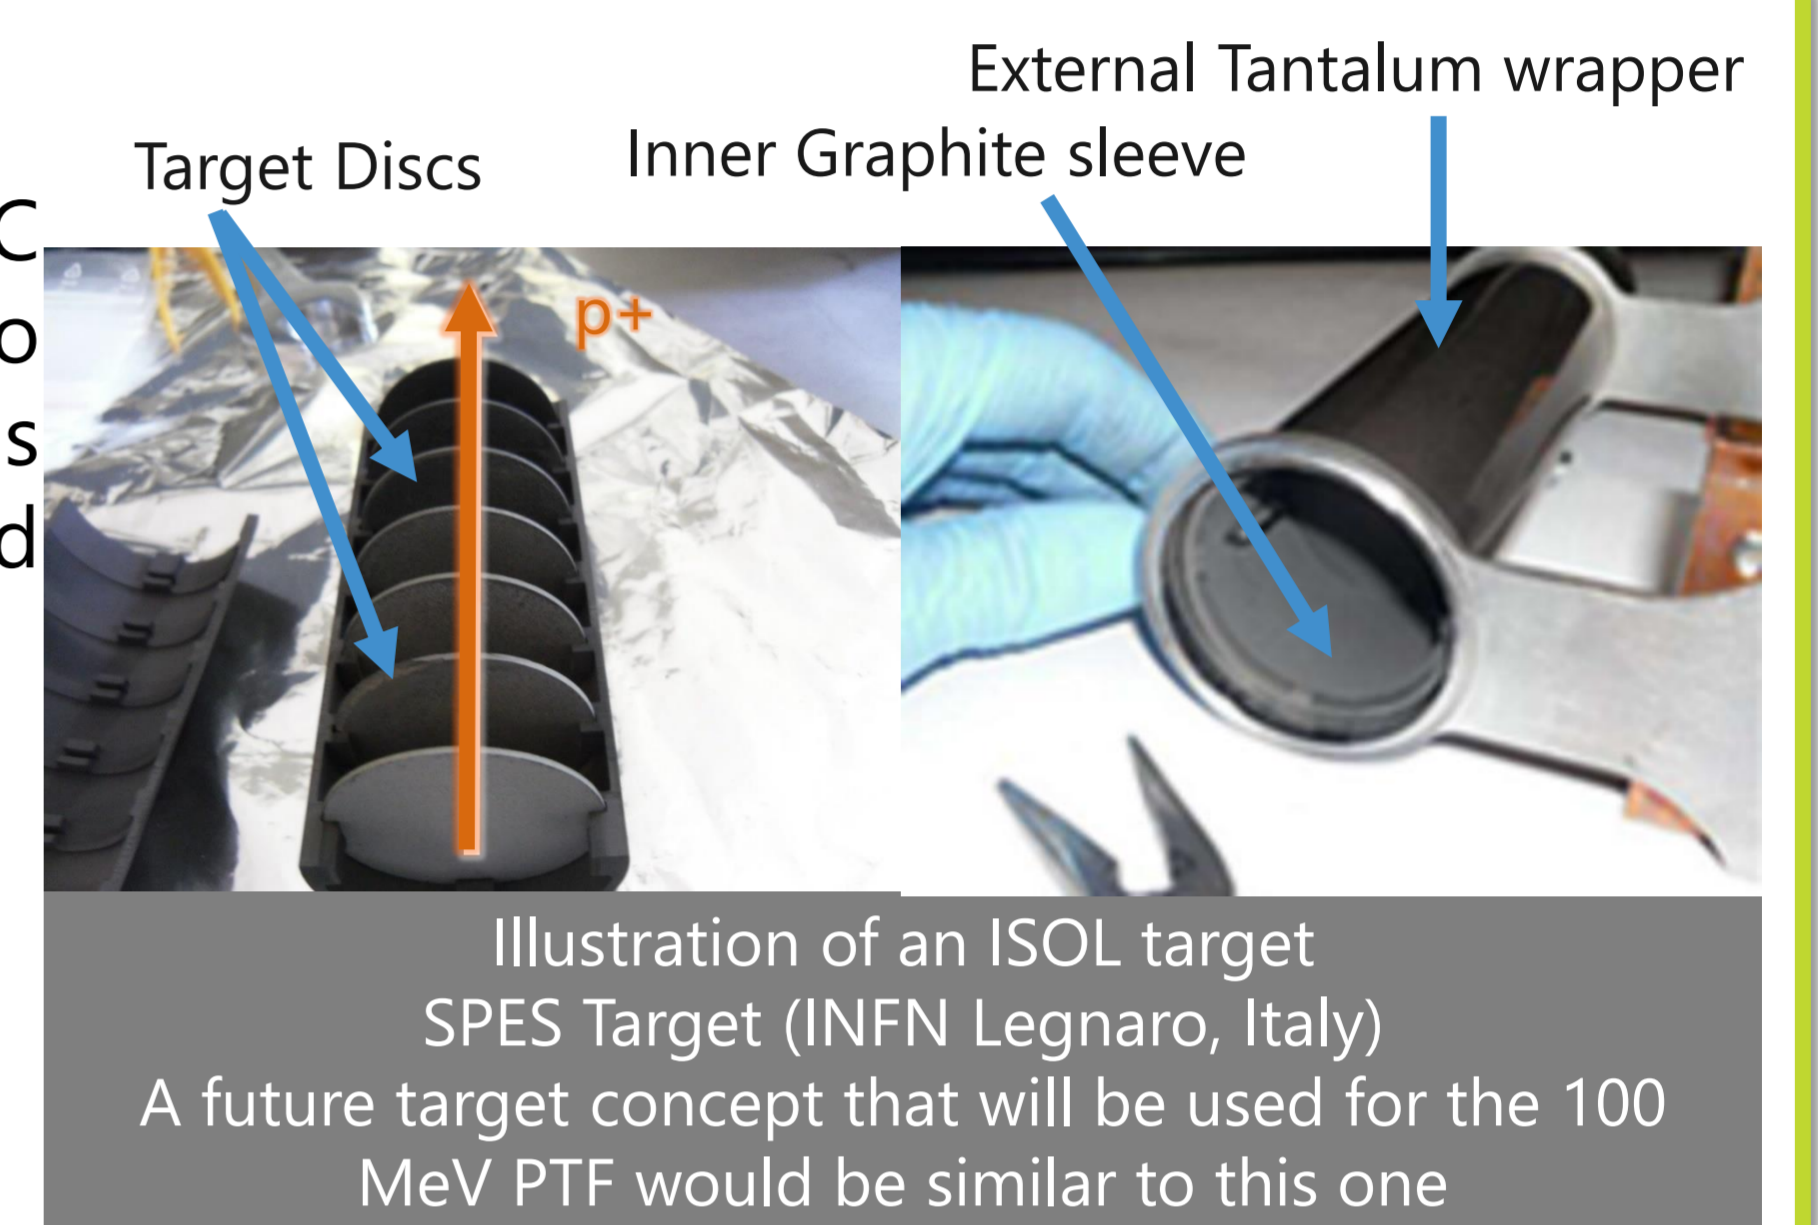 External Tantalum wrapper
Target Discs
Inner Graphite sleeve
C
o
s
d
p+
Illustration of an ISOL target
SPES Target (INFN Legnaro, Italy)
A future target concept that will be used for the 100
MeV PTF would be similar to this one